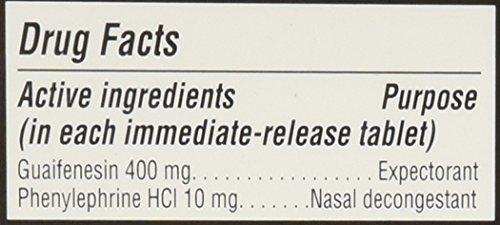 Drug Facts
Active ingredients Purpose
(in each immediate-release tablet)
Guaifenesin 400 mg. . . . . . . . . . . . . . . . . . Expectorant
Phenylephrine HCl 10 mg. . . . . . .Nasal decongestant